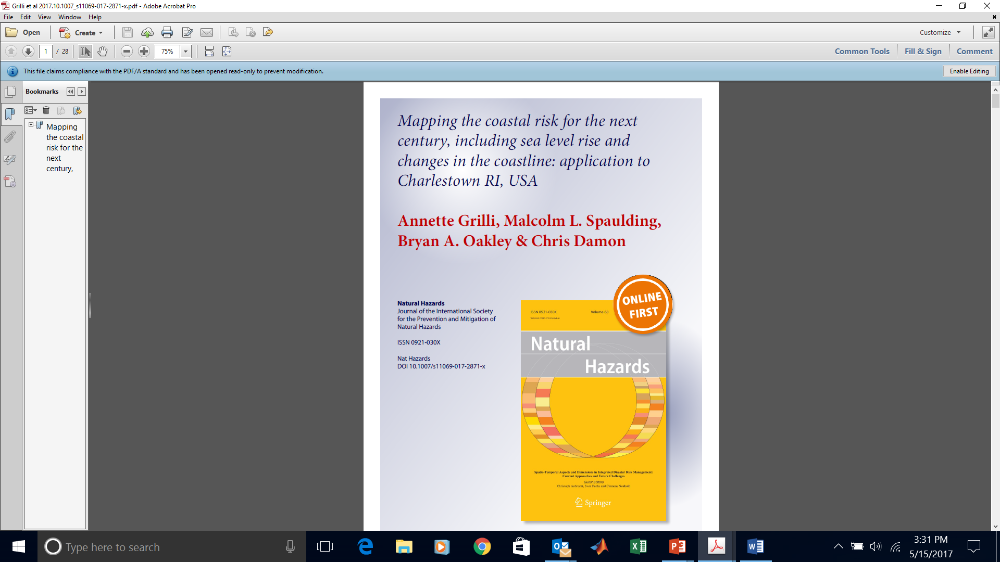 Grilli et al 2017.10.1007_s11069-017-2871-x.pdf - Adobe Acrobat Pro
File Edit View Window Help
Open Create Customize
1 / 28 75% Common Tools Fill & Sign Comment
This file claims compliance with the PDF/A standard and has been opened read-only to prevent modification. Enable Editing
Bookmarks
Mapping
the coastal
risk for the
next
century,
Mapping the coastal risk for the next
century, including sea level rise and
changes in the coastline: application to
Charlestown RI, USA
Annette Grilli, Malcolm L. Spaulding,
Bryan A. Oakley & Chris Damon
Natural Hazards
Journal of the International Society
for the Prevention and Mitigation of
Natural Hazards
ISSN 0921-030X
Nat Hazards
DOI 10.1007/s11069-017-2871-x
ONLINE
FIRST
ISSN 0921-030X Volume 68
Natural
Hazards
Spatio-Temporal Aspects and Dimensions in Integrated Disaster Risk Management:
Current Approaches and Future Challenges
Guest Editors
Christoph Aubrecht, Sven Fuchs and Clemens Neuhold
Springer
Type here to search
3:31 PM
5/15/2017